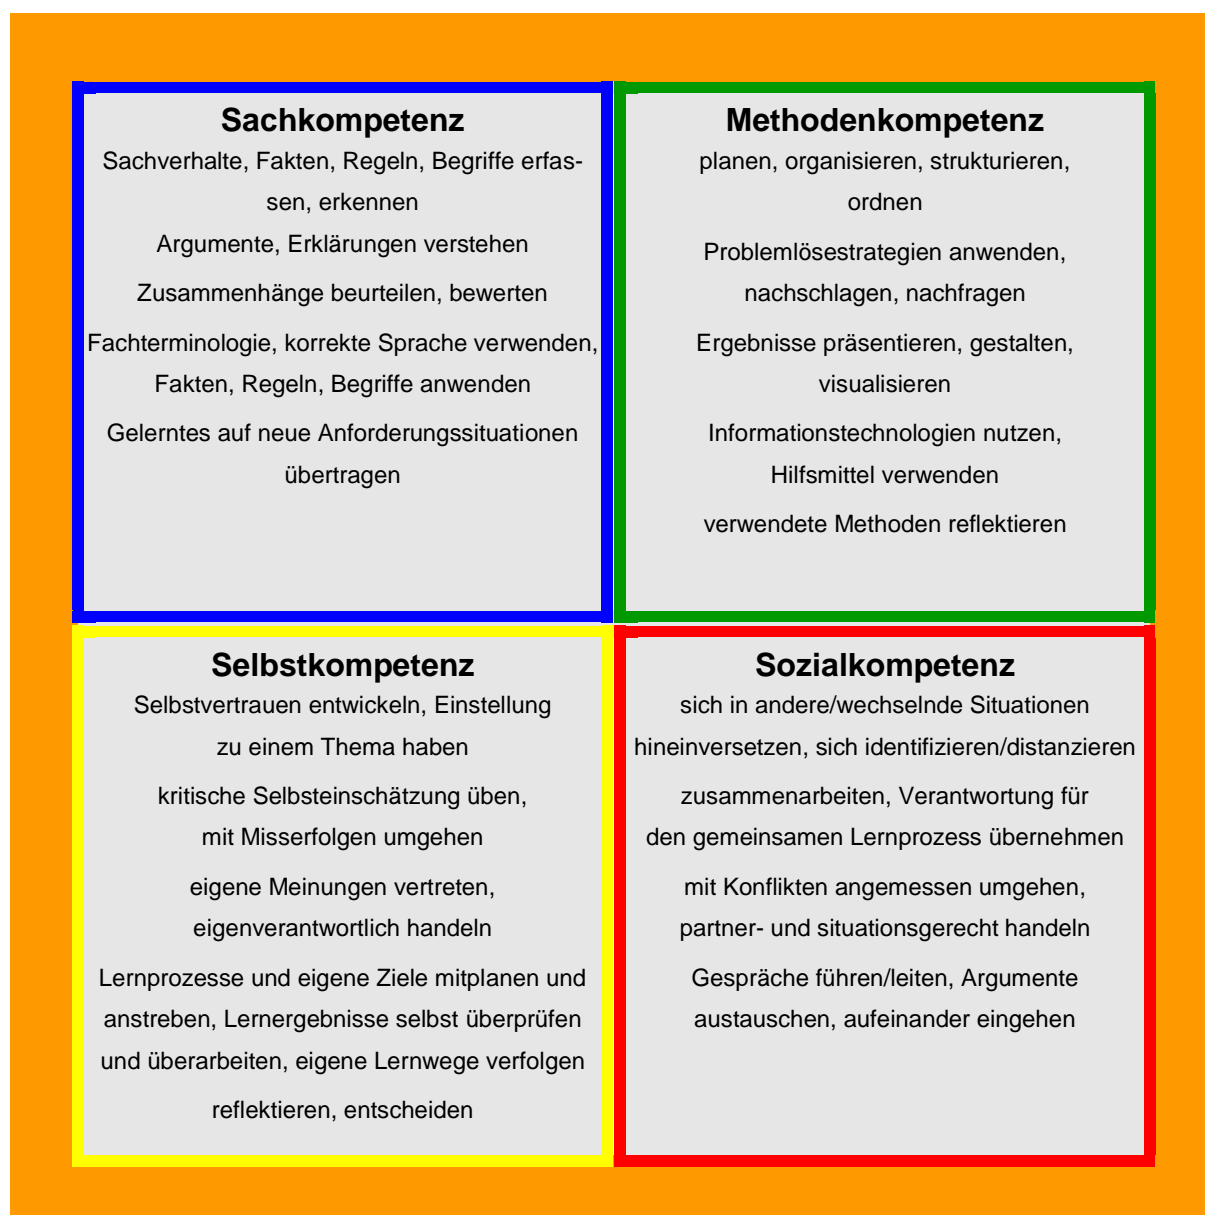 Sachkompetenz
Sachverhalte, Fakten, Regeln, Begriffe erfas-
sen, erkennen
Argumente, Erklärungen verstehen
Zusammenhänge beurteilen, bewerten
Fachterminologie, korrekte Sprache verwenden,
Fakten, Regeln, Begriffe anwenden
Gelerntes auf neue Anforderungssituationen
übertragen
Methodenkompetenz
planen, organisieren, strukturieren,
ordnen
Problemlösestrategien anwenden,
nachschlagen, nachfragen
Ergebnisse präsentieren, gestalten,
visualisieren
Informationstechnologien nutzen,
Hilfsmittel verwenden
verwendete Methoden reflektieren
Selbstkompetenz
Selbstvertrauen entwickeln, Einstellung
zu einem Thema haben
kritische Selbsteinschätzung üben,
mit Misserfolgen umgehen
eigene Meinungen vertreten,
eigenverantwortlich handeln
Lernprozesse und eigene Ziele mitplanen und
anstreben, Lernergebnisse selbst überprüfen
und überarbeiten, eigene Lernwege verfolgen
reflektieren, entscheiden
Sozialkompetenz
sich in andere/wechselnde Situationen
hineinversetzen, sich identifizieren/distanzieren
zusammenarbeiten, Verantwortung für
den gemeinsamen Lernprozess übernehmen
mit Konflikten angemessen umgehen,
partner- und situationsgerecht handeln
Gespräche führen/leiten, Argumente
austauschen, aufeinander eingehen